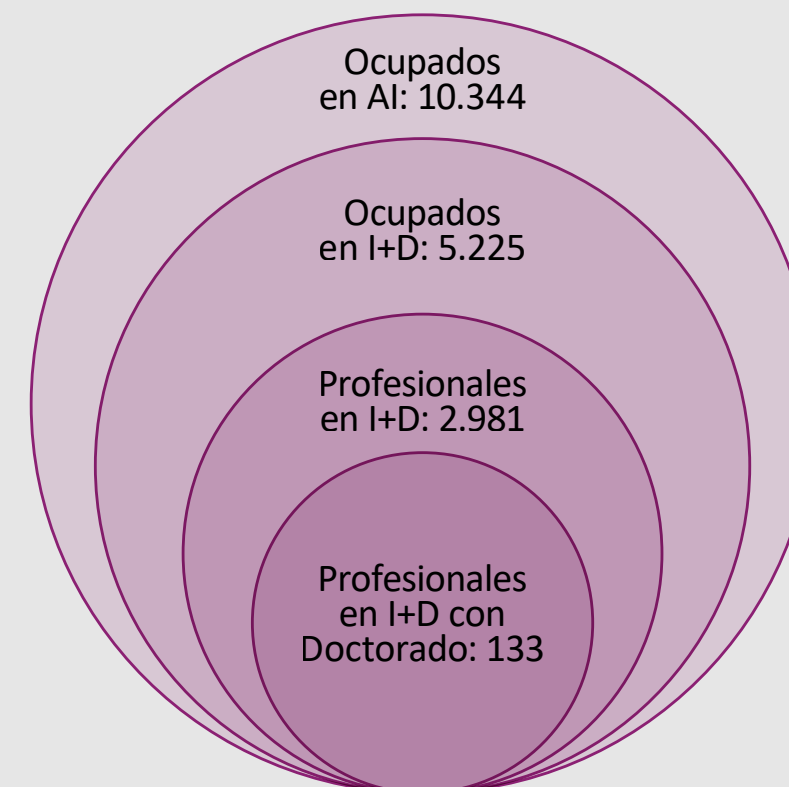 Ocupados
en AI: 10.344
Ocupados
en I+D: 5.225
Profesionales
en I+D: 2.981
Profesionales
en I+D con
Doctorado: 133